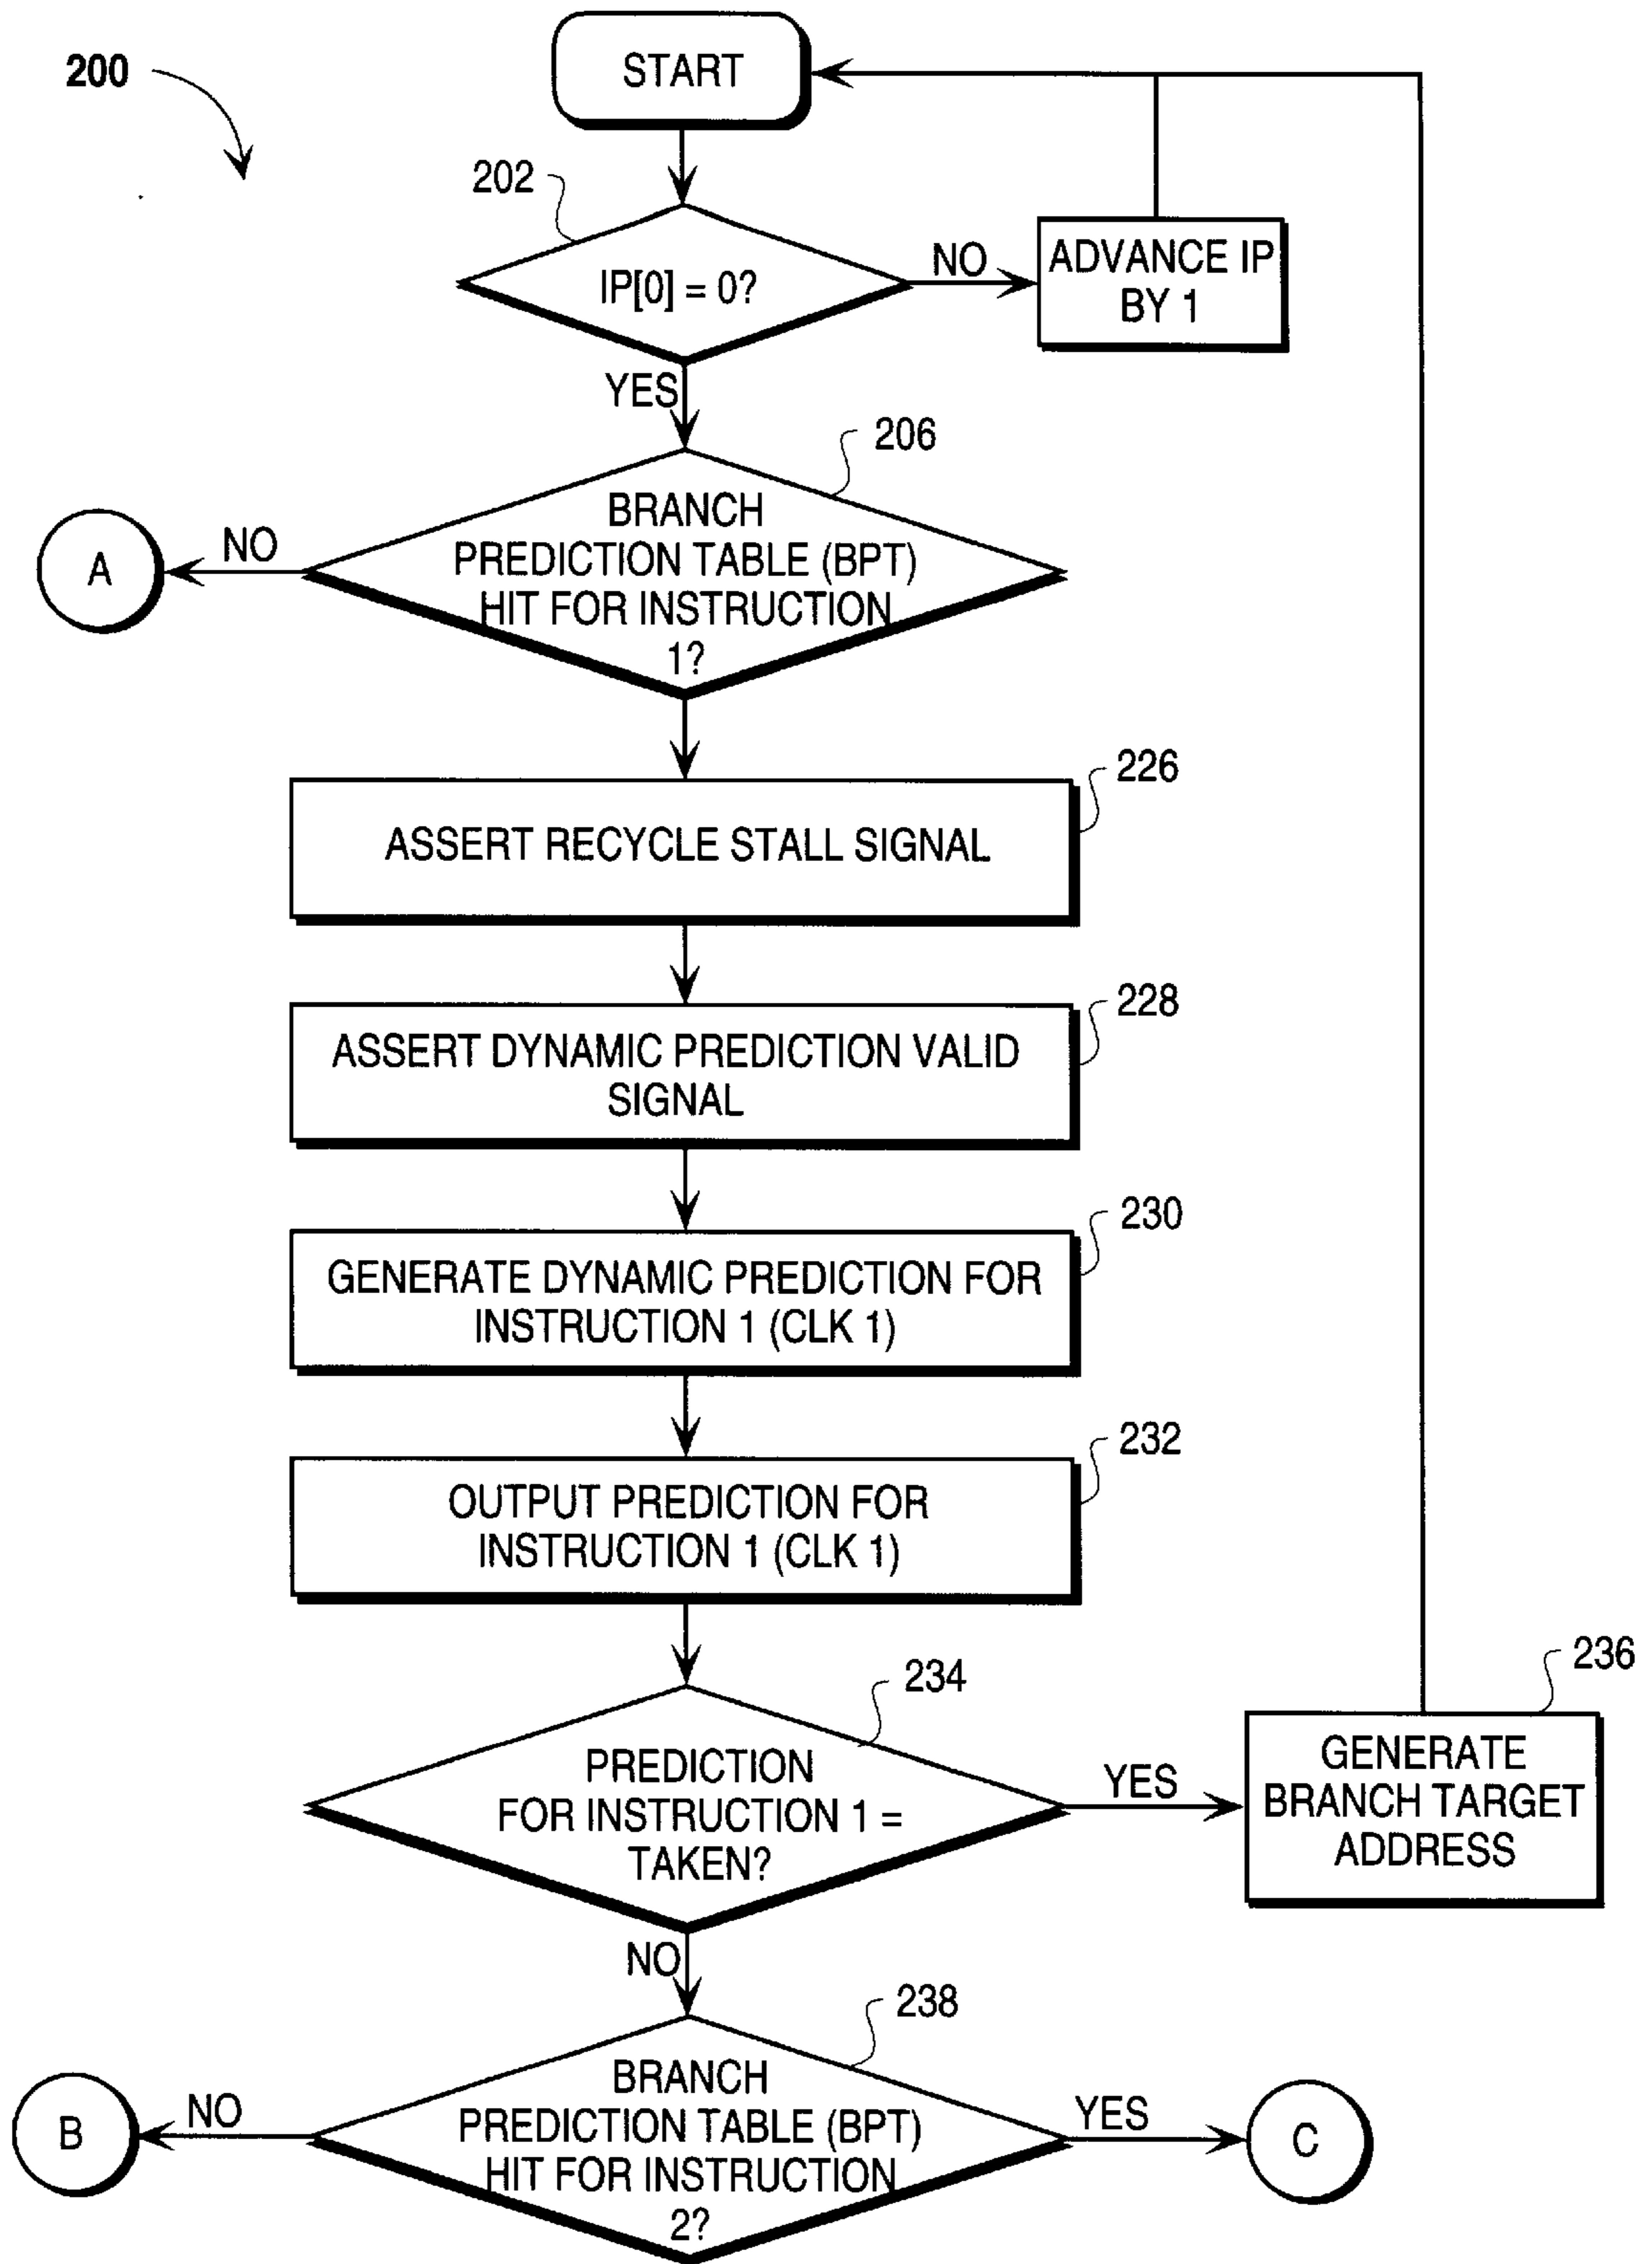 200
START
202
IP[0] = 0?
NO
ADVANCE IP
BY 1
YES
206
BRANCH
PREDICTION TABLE (BPT)
HIT FOR INSTRUCTION
1?
NO
A
226
ASSERT RECYCLE STALL SIGNAL
228
ASSERT DYNAMIC PREDICTION VALID
SIGNAL
230
GENERATE DYNAMIC PREDICTION FOR
INSTRUCTION 1 (CLK 1)
232
OUTPUT PREDICTION FOR
INSTRUCTION 1 (CLK 1)
234
PREDICTION
FOR INSTRUCTION 1 =
TAKEN?
YES
236
GENERATE
BRANCH TARGET
ADDRESS
NO
238
BRANCH
PREDICTION TABLE (BPT)
HIT FOR INSTRUCTION
2?
NO
B
YES
C